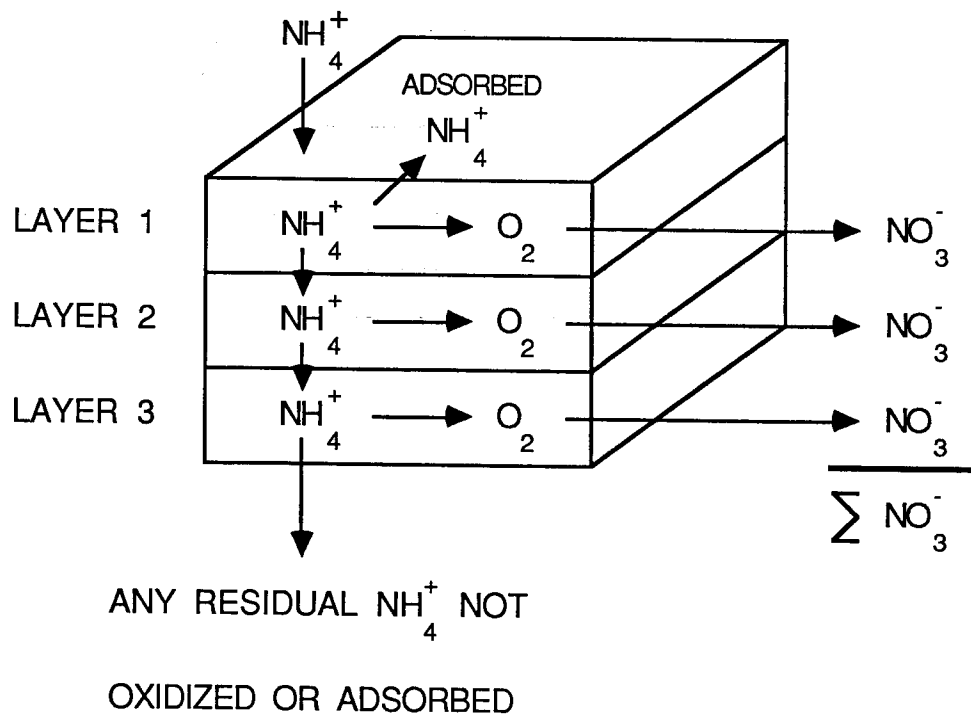 NH₄⁺
ADSORBED
NH₄⁺
LAYER 1 NH₄⁺ O₂ NO₃⁻
LAYER 2 NH₄⁺ O₂ NO₃⁻
LAYER 3 NH₄⁺ O₂ NO₃⁻
∑ NO₃⁻
ANY RESIDUAL NH₄⁺ NOT
OXIDIZED OR ADSORBED